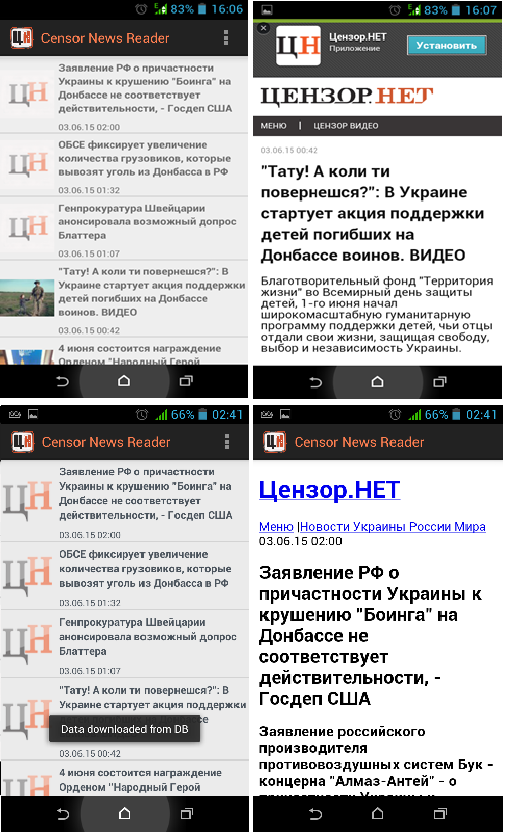 83% 16:06
ЦН Censor News Reader
Заявление РФ о причастности
Украины к крушению "Боинга" на
Донбассе не соответствует
действительности, - Госдеп США
03.06.15 02:00
ЦН
ОБСЕ фиксирует увеличение
количества грузовиков, которые
вывозят уголь из Донбасса в РФ
03.06.15 01:32
ЦН
Генпрокуратура Швейцарии
анонсировала возможный допрос
Блаттера
03.06.15 01:07
ЦН
"Тату! А коли ти повернешся?": В
Украине стартует акция поддержки
детей погибших на Донбассе
воинов. ВИДЕО
03.06.15 00:42
4 июня состоится награждение
Орденом "Народный Герой
83% 16:07
ЦН
Цензор.НЕТ
Приложение
Установить
ЦЕНЗОР.НЕТ
МЕНЮ | ЦЕНЗОР ВИДЕО
03.06.15 00:42
"Тату! А коли ти
повернешся?": В Украине
стартует акция поддержки
детей погибших на
Донбассе воинов. ВИДЕО
Благотворительный фонд "Территория
жизни" во Всемирный день защиты
детей, 1-го июня начал
широкомасштабную гуманитарную
программу поддержки детей, чьи отцы
отдали свои жизни, защищая свободу,
выбор и независимость Украины.
66% 02:41
ЦН Censor News Reader
Заявление РФ о причастности
Украины к крушению "Боинга" на
Донбассе не соответствует
действительности, - Госдеп США
03.06.15 02:00
ЦН
ОБСЕ фиксирует увеличение
количества грузовиков, которые
вывозят уголь из Донбасса в РФ
03.06.15 01:32
ЦН
Генпрокуратура Швейцарии
анонсировала возможный допрос
Блаттера
03.06.15 01:07
ЦН
"Тату! А коли ти повернешся?": В
Украине стартует акция поддержки
Data downloaded from DB
03.06.15 00:42
ЦН
4 июня состоится награждение
Орденом "Народный Герой
66% 02:41
ЦН Censor News Reader
Цензор.НЕТ
Меню |Новости Украины России Мира
03.06.15 02:00
Заявление РФ о
причастности Украины к
крушению "Боинга" на
Донбассе не
соответствует
действительности, -
Госдеп США
Заявление российского
производителя
противовоздушных систем Бук -
концерна "Алмаз-Антей" - о